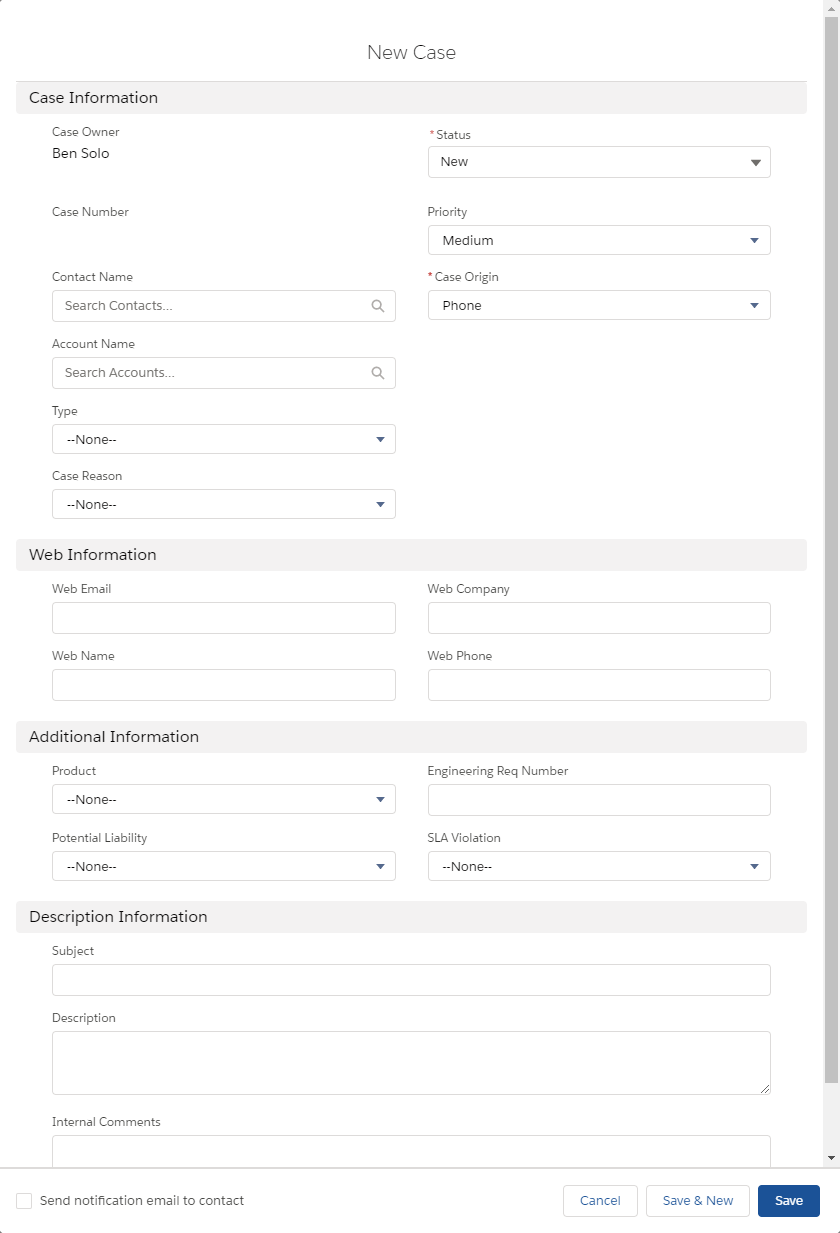 New Case
Case Information
Case Owner
Ben Solo
*Status
New
Case Number
Priority
Medium
Contact Name
Search Contacts...
*Case Origin
Phone
Account Name
Search Accounts...
Type
--None--
Case Reason
--None--
Web Information
Web Email
Web Company
Web Name
Web Phone
Additional Information
Product
--None--
Engineering Req Number
Potential Liability
--None--
SLA Violation
--None--
Description Information
Subject
Description
Internal Comments
Send notification email to contact
Cancel
Save & New
Save